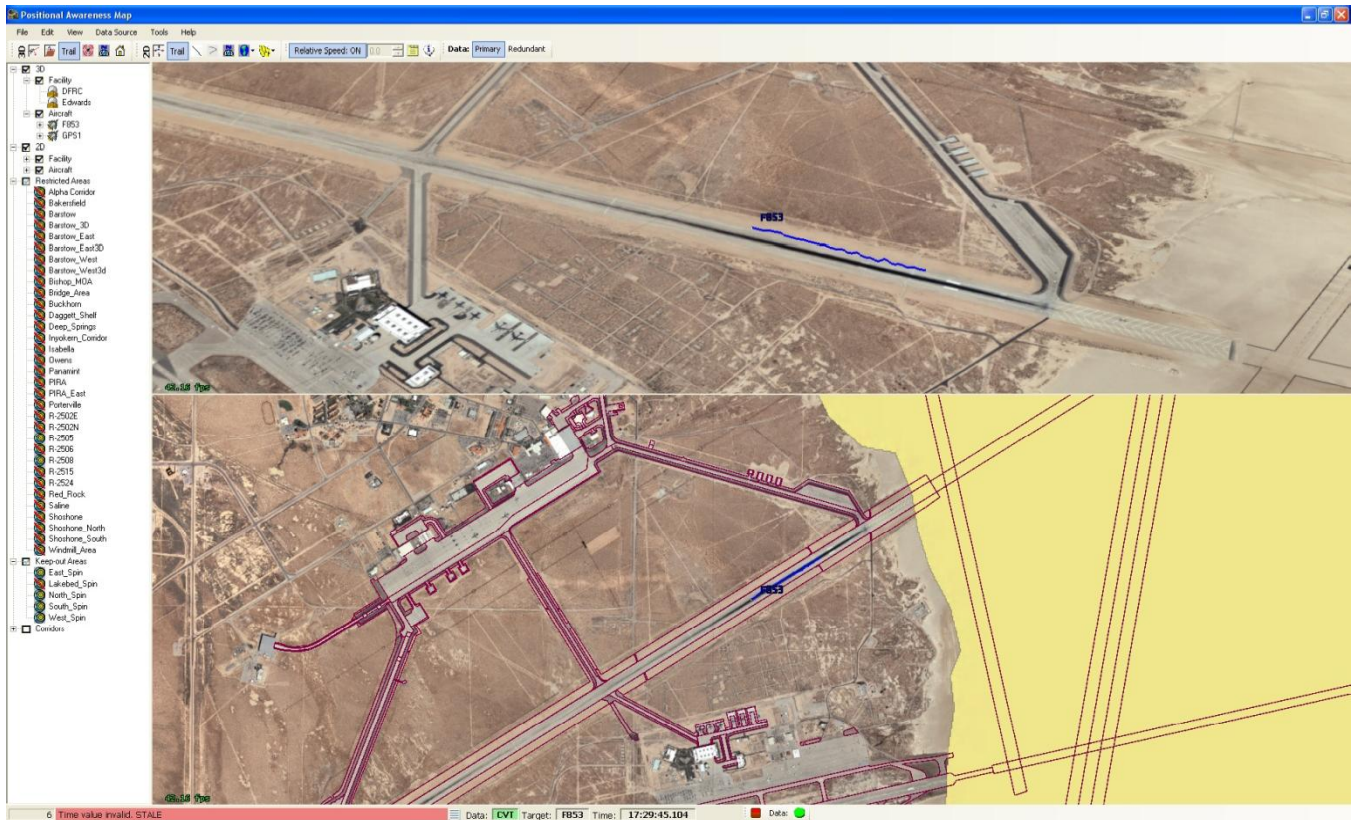 Positional Awareness Map
File Edit View Data Source Tools Help
Trail Trail Relative Speed: ON 0.0 Data: Primary Redundant
3D
Facility
DFRC
Edwards
Aircraft
F853
GPS1
2D
Facility
Aircraft
Restricted Areas
Alpha Corridor
Bakersfield
Barstow
Barstow_3D
Barstow_East
Barstow_East3D
Barstow_West
Barstow_West3d
Bishop_MOA
Bridge_Area
Buckhorn
Daggett_Shelf
Deep_Springs
Inyokern_Corridor
Isabella
Owens
Panamint
PIRA
PIRA_East
Porterville
R-2502E
R-2502N
R-2505
R-2506
R-2508
R-2515
R-2524
Red_Rock
Saline
Shoshone
Shoshone_North
Shoshone_South
Windmill_Area
Keep-out Areas
East_Spin
Lakebed_Spin
North_Spin
South_Spin
West_Spin
Corridors
F853
F853
6 Time value invalid. STALE Data: CVT Target: F853 Time: 17:29:45.104 Data: